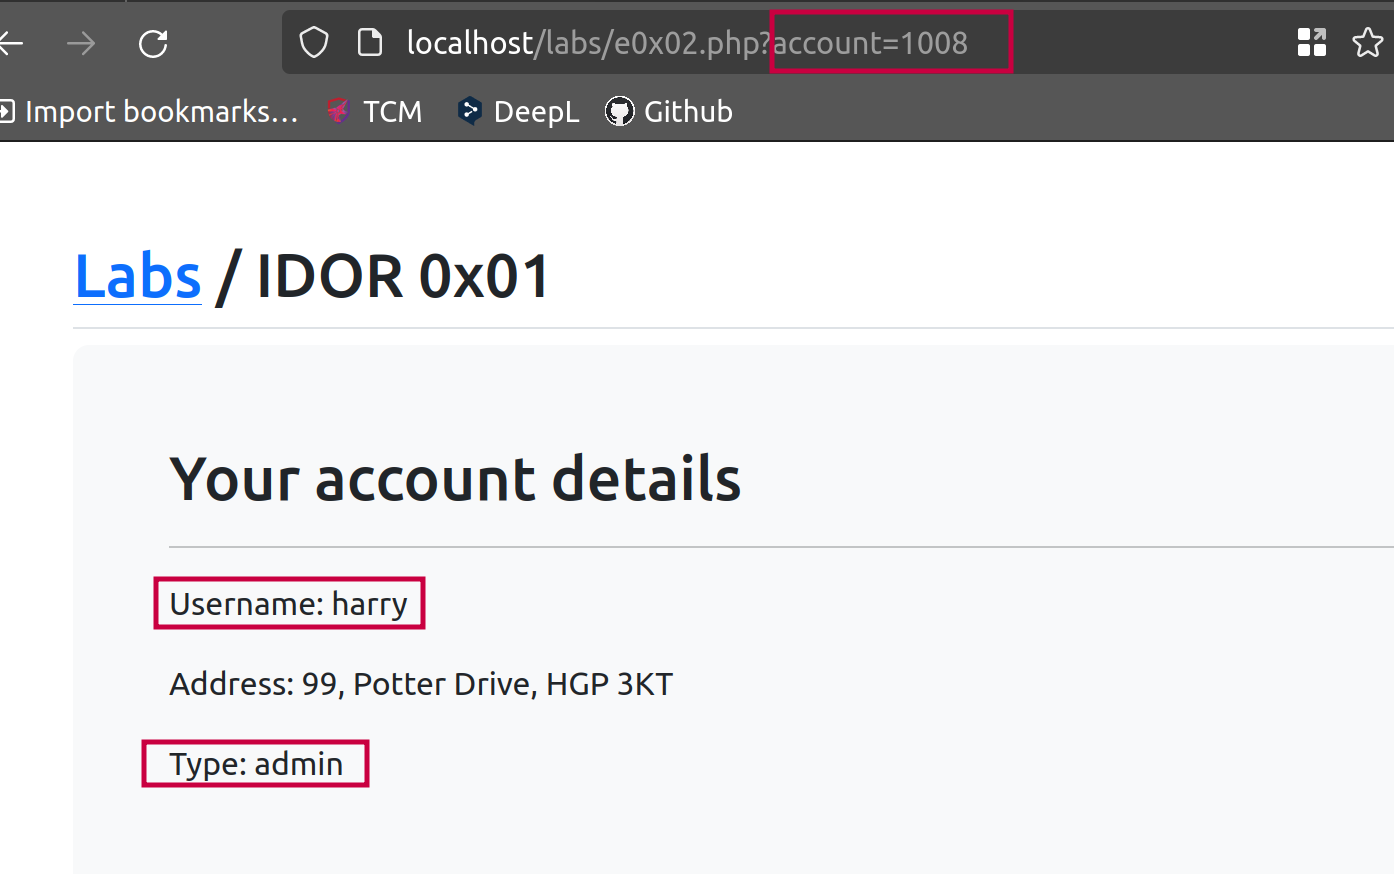 localhost/labs/e0x02.php?account=1008
Import bookmarks... TCM DeepL Github
Labs / IDOR 0x01
Your account details
Username: harry
Address: 99, Potter Drive, HGP 3KT
Type: admin